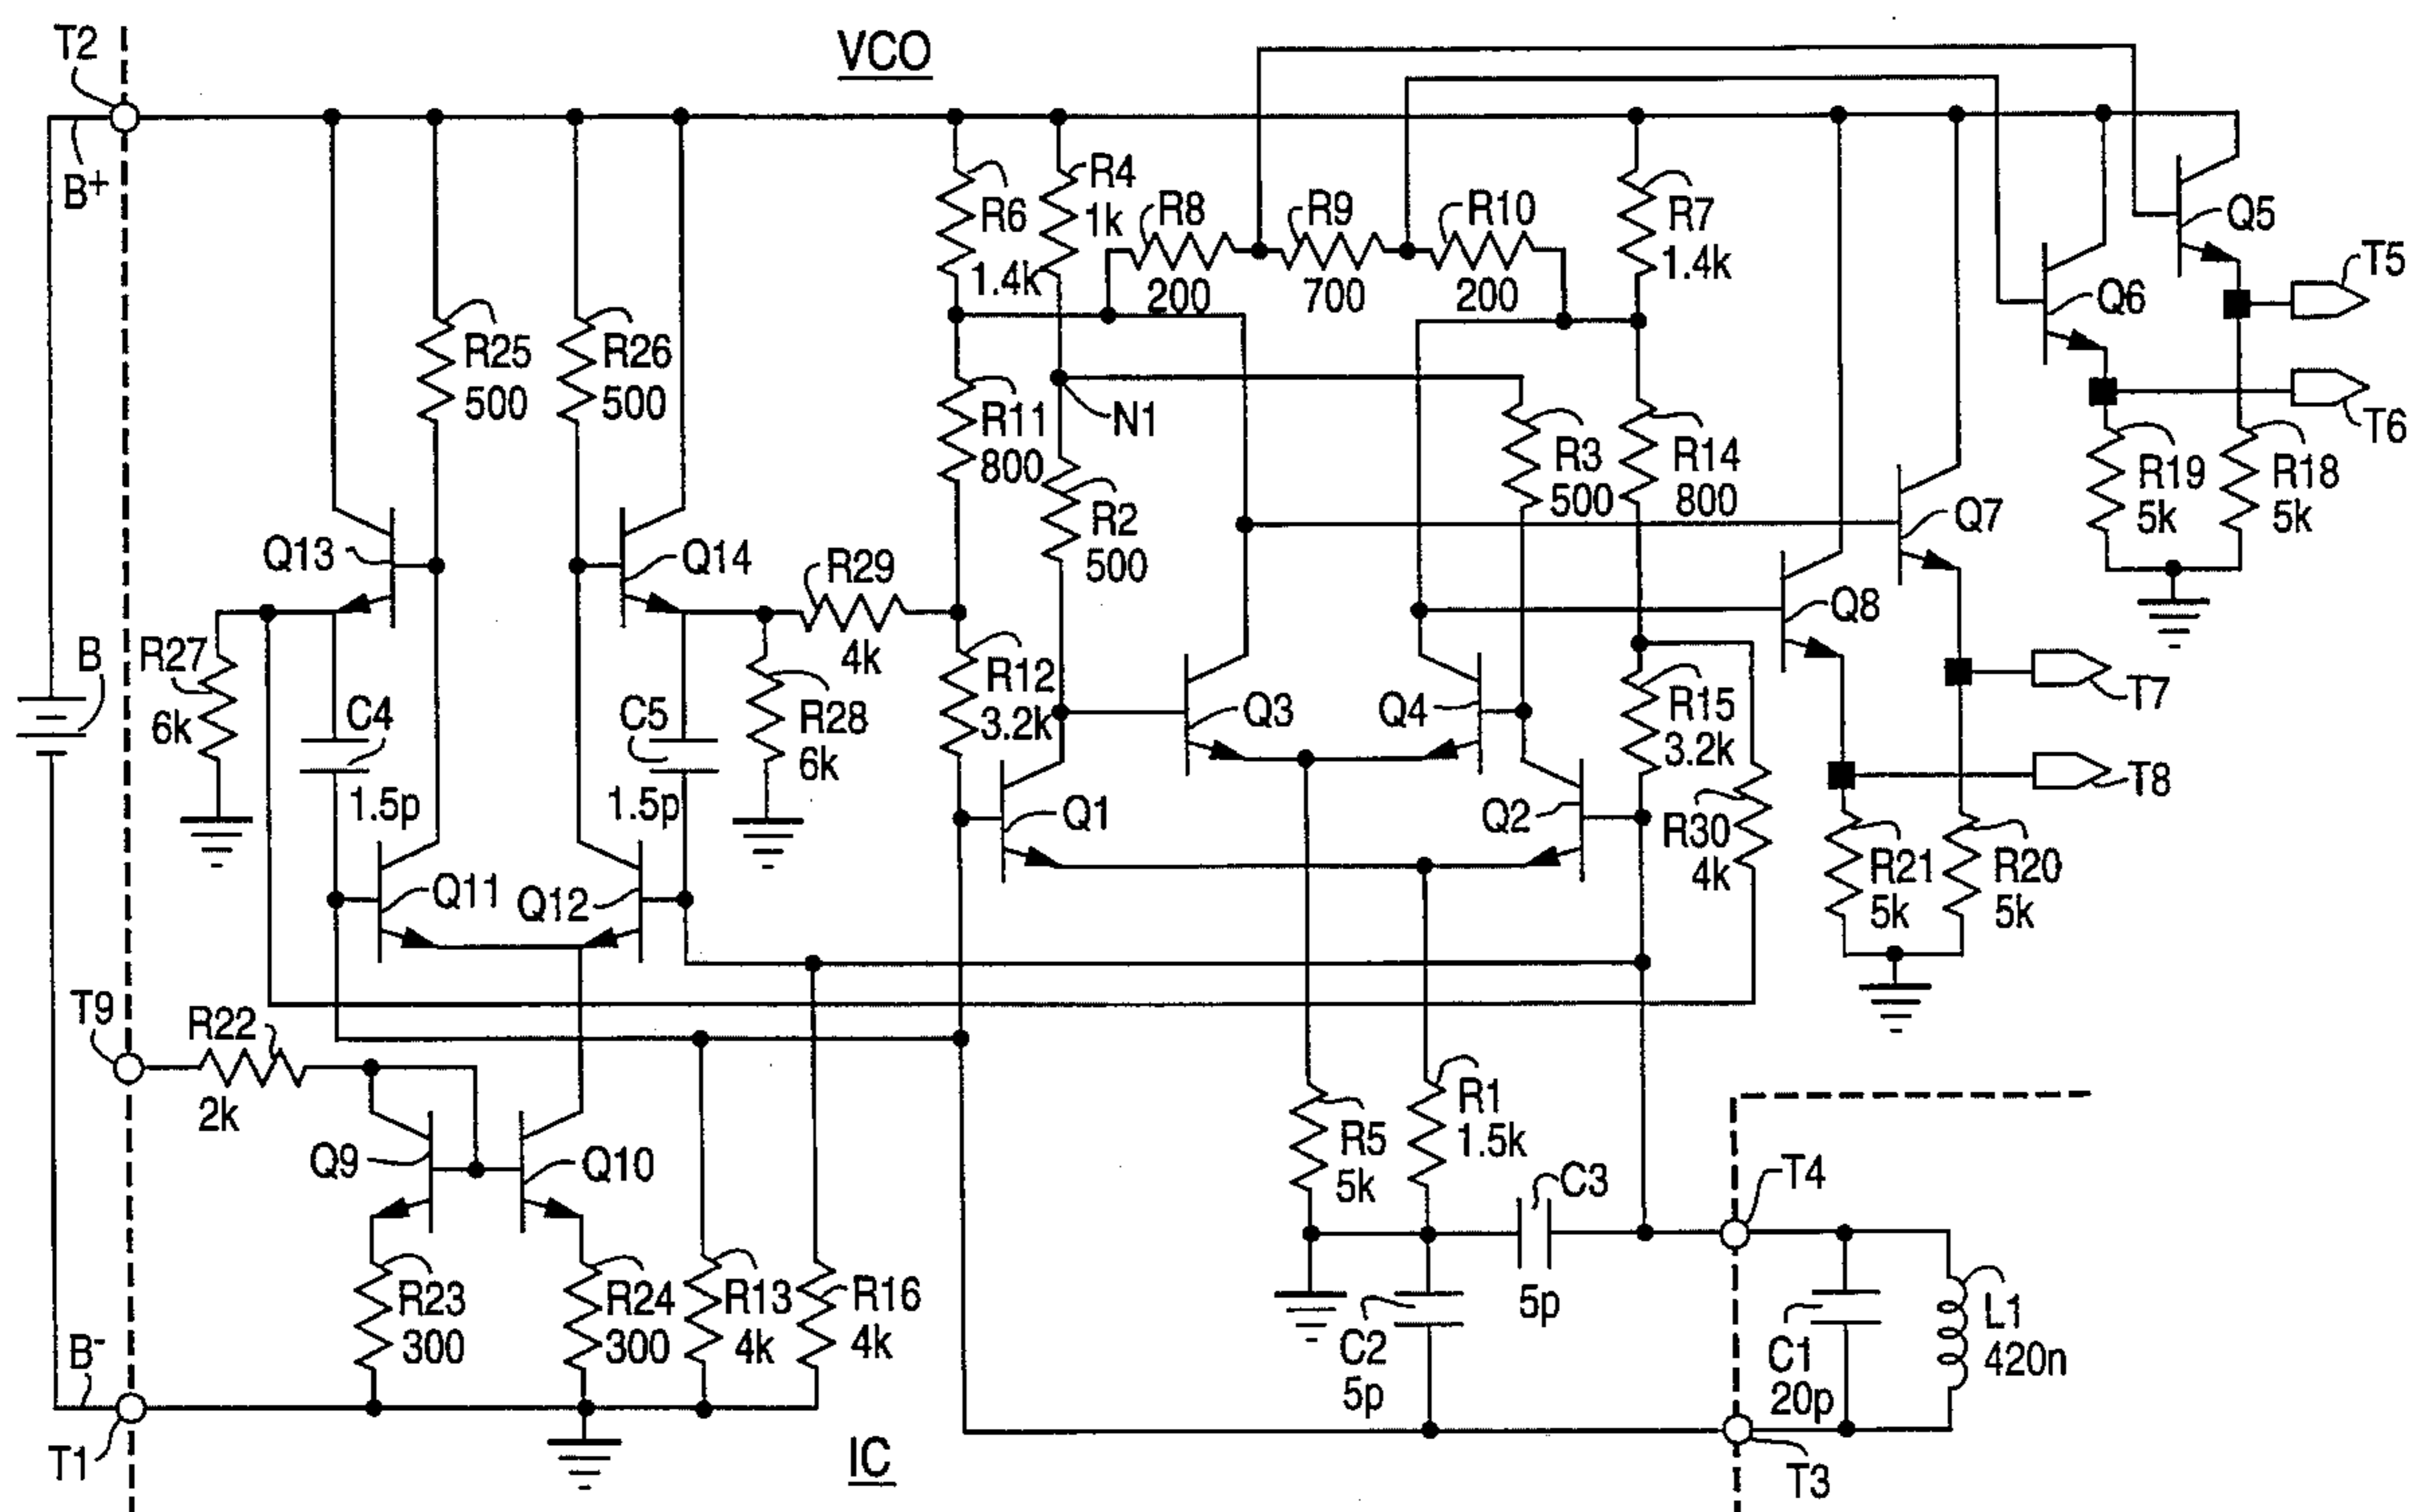 T2
VCO
B+
R6
1.4k
R4
1k
R8
200
R9
700
R10
200
R7
1.4k
Q5
T5
Q6
T6
R25
500
R26
500
R11
800
N1
R3
500
R14
800
R19
5k
R18
5k
R2
500
Q13
Q14
R29
4k
Q7
Q8
B
R27
6k
C4
1.5p
C5
1.5p
R28
6k
R12
3.2k
Q3
Q4
R15
3.2k
T7
T8
Q1
Q2
R30
4k
R21
5k
R20
5k
Q11
Q12
T9
R22
2k
Q9
Q10
R5
5k
R1
1.5k
C3
5p
T4
R23
300
R24
300
R13
4k
R16
4k
C2
5p
C1
20p
L1
420n
B-
T1
IC
T3